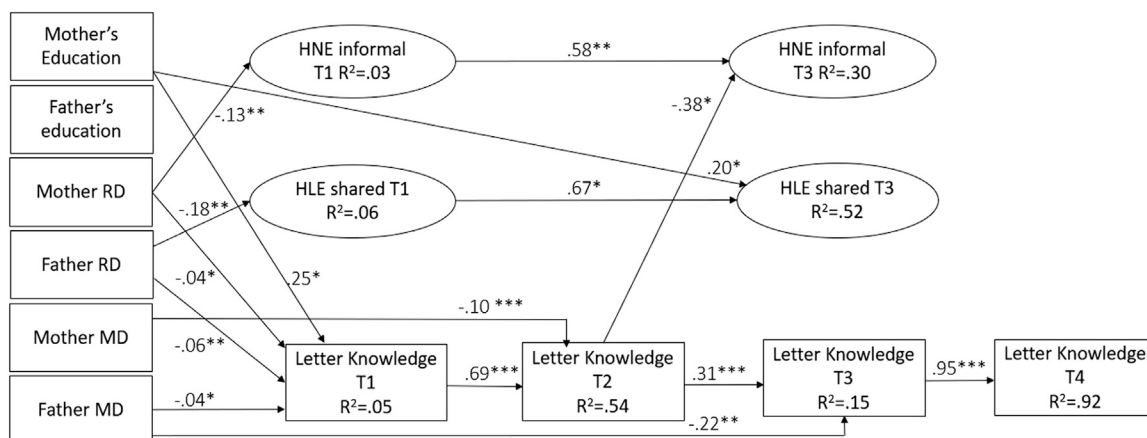 Mother's
Education
Father's
education
Mother RD
Father RD
Mother MD
Father MD
HNE informal
T1 R²=.03
.58**
HNE informal
T3 R²=.30
-.13**
-.38*
.20*
HLE shared T1
R²=.06
.67*
HLE shared T3
R²=.52
-.18**
-.04*
.25*
-.10 ***
-.06**
-.04*
Letter Knowledge
T1
R²=.05
.69***
Letter Knowledge
T2
R²=.54
.31***
Letter Knowledge
T3
R²=.15
.95***
Letter Knowledge
T4
R²=.92
-.22**